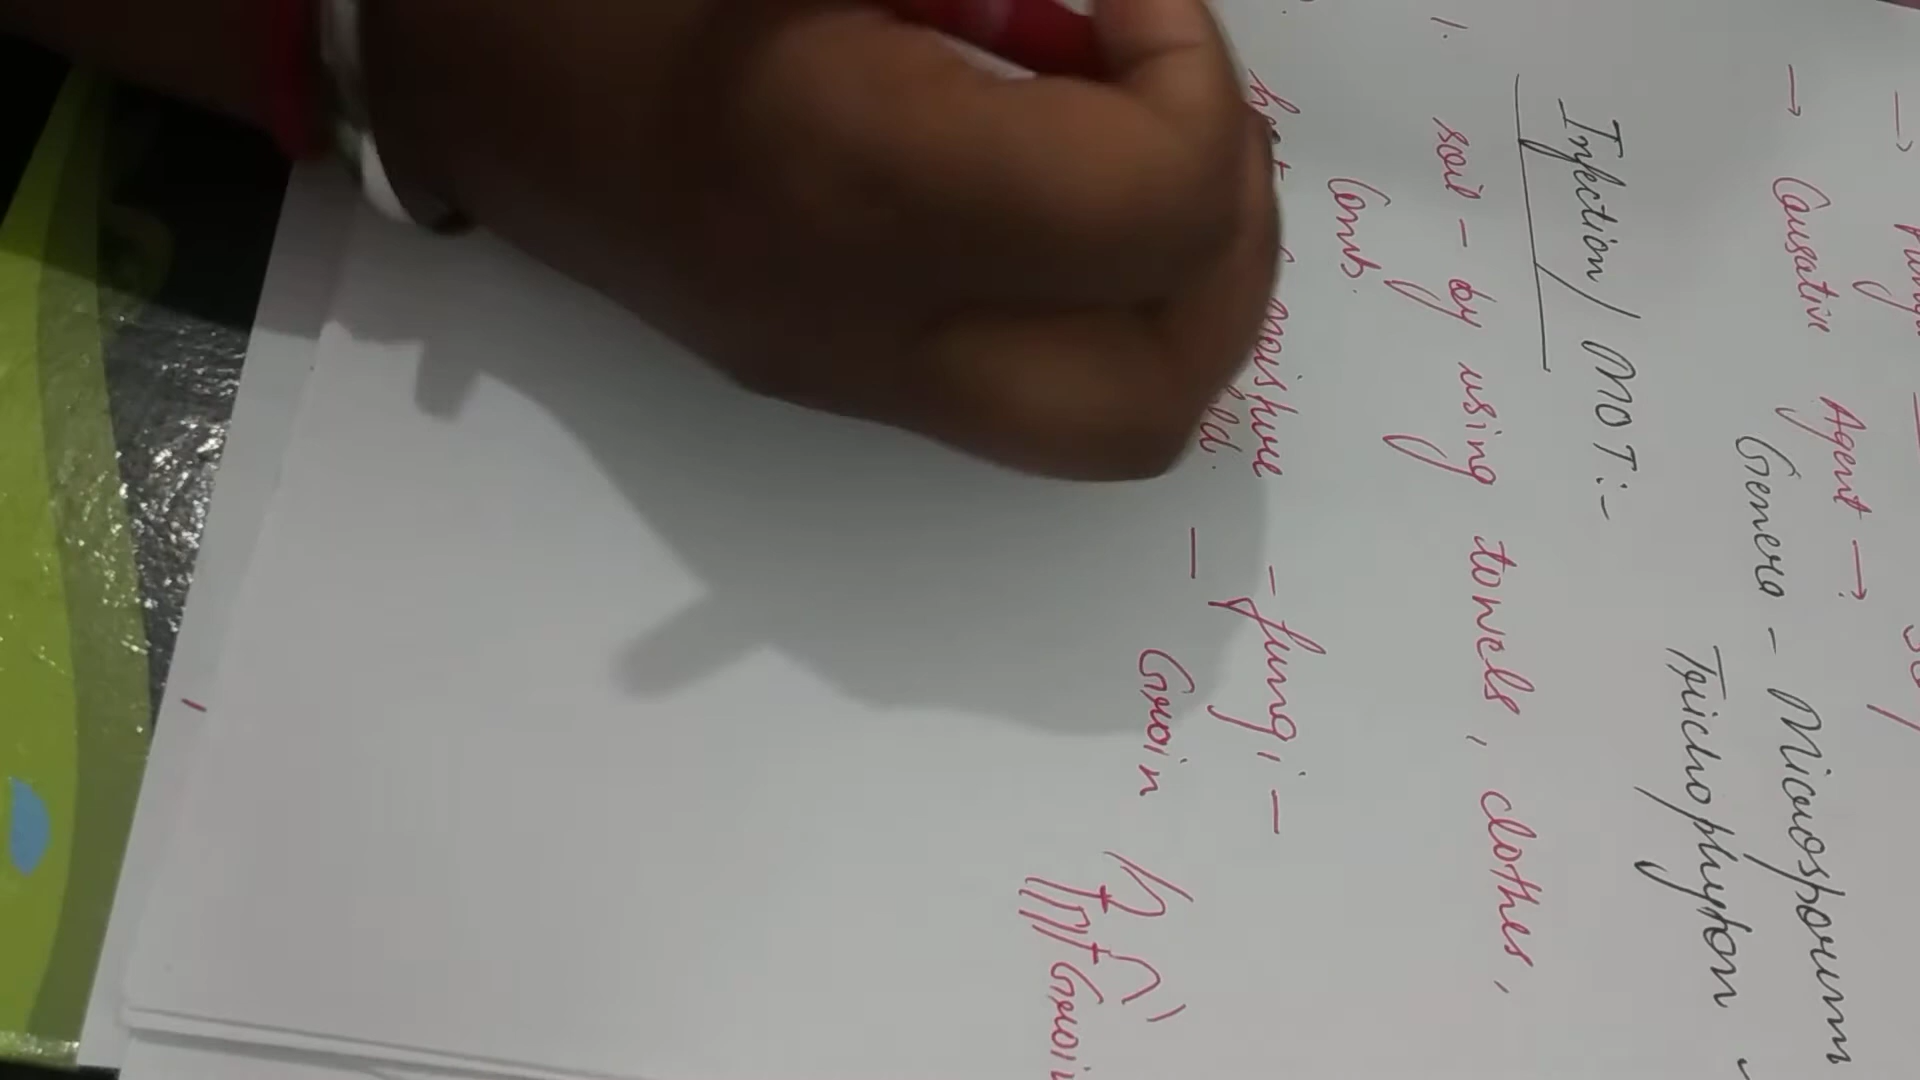 → Causative Agent →
Genera - Microsporum
Trichophyton
Infection / MOT :-
1. soil - by using towels, clothes,
Comb.
moisture - fungi -
- Groin
Groin